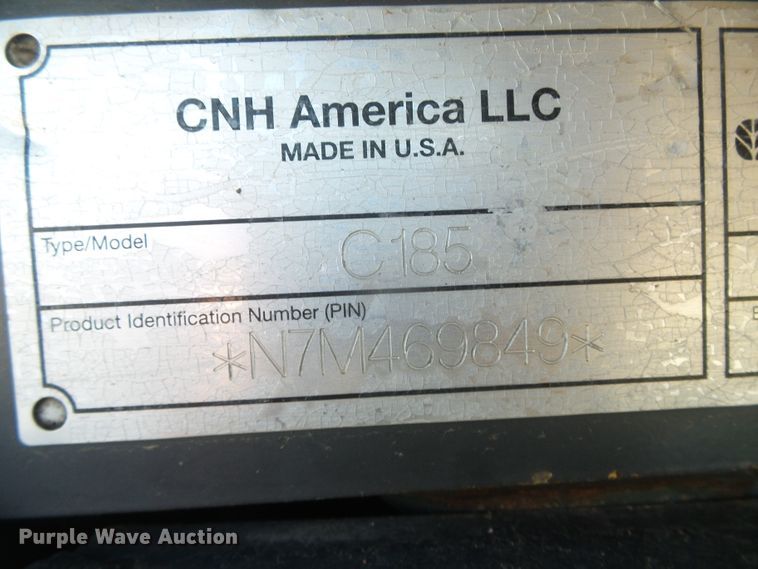 CNH America LLC
MADE IN U.S.A.
Type/Model
C185
Product Identification Number (PIN)
*N7M469849*
Purple Wave Auction®